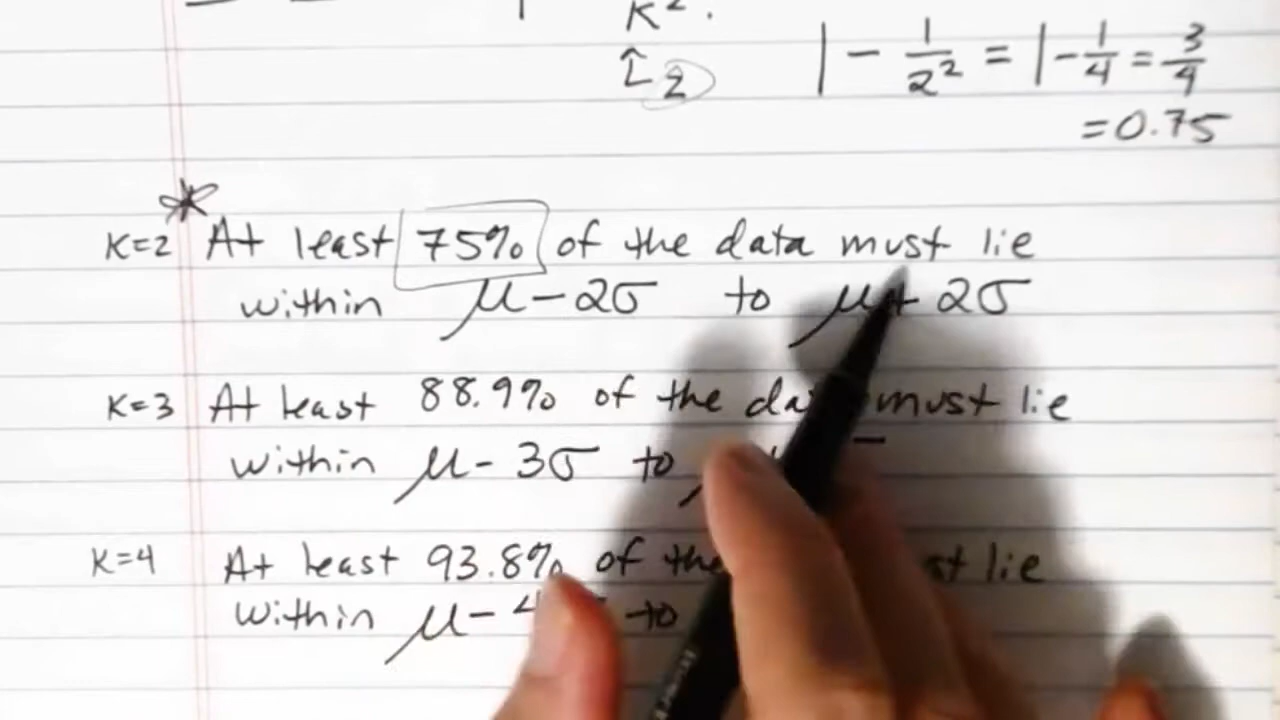 K².
↑2
1 - 1/2² = 1 - 1/4 = 3/4
= 0.75
K=2 At least 75% of the data must lie
within μ - 2σ to μ + 2σ
K=3 At least 88.9% of the must lie
within μ - 3σ to
K=4 At least 93.8% of the lie
within μ - 4 to